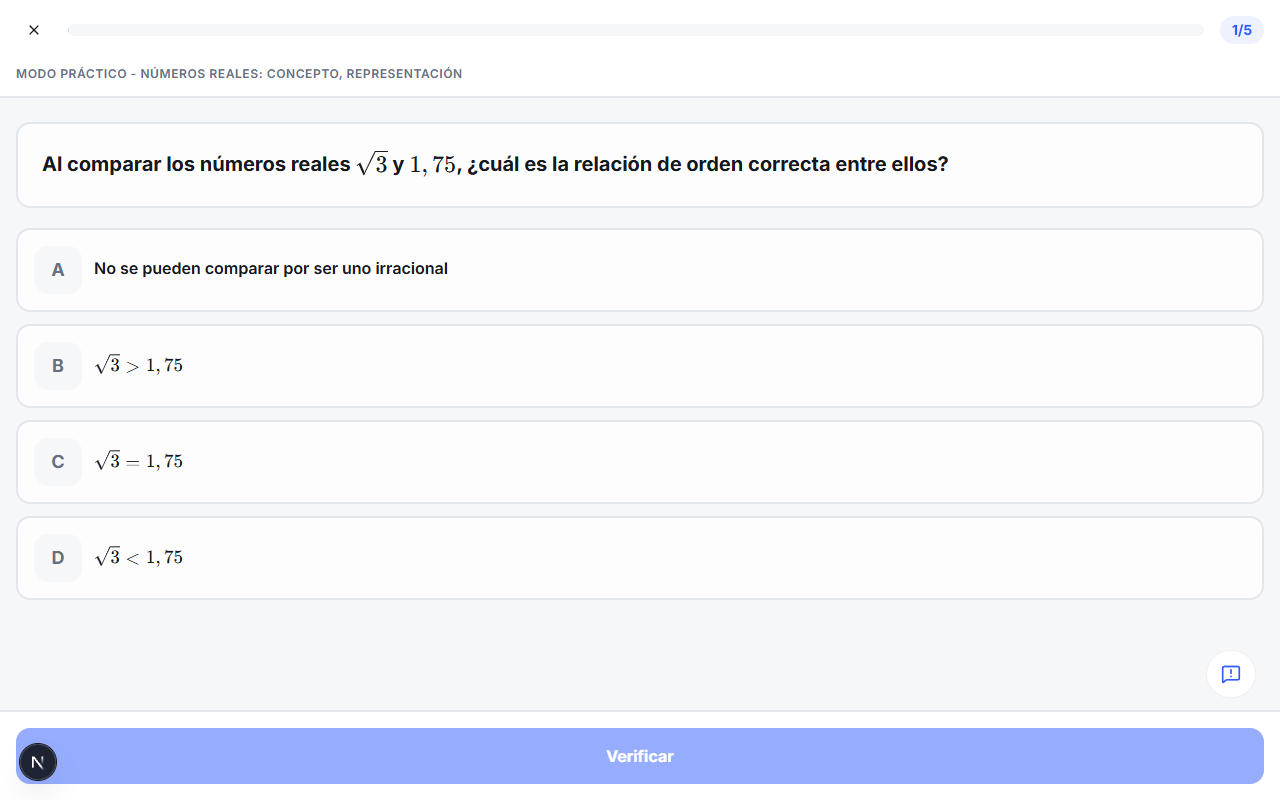 1/5
MODO PRÁCTICO - NÚMEROS REALES: CONCEPTO, REPRESENTACIÓN
Al comparar los números reales √3 y 1,75, ¿cuál es la relación de orden correcta entre ellos?
A No se pueden comparar por ser uno irracional
B √3 > 1,75
C √3 = 1,75
D √3 < 1,75
Verificar
N